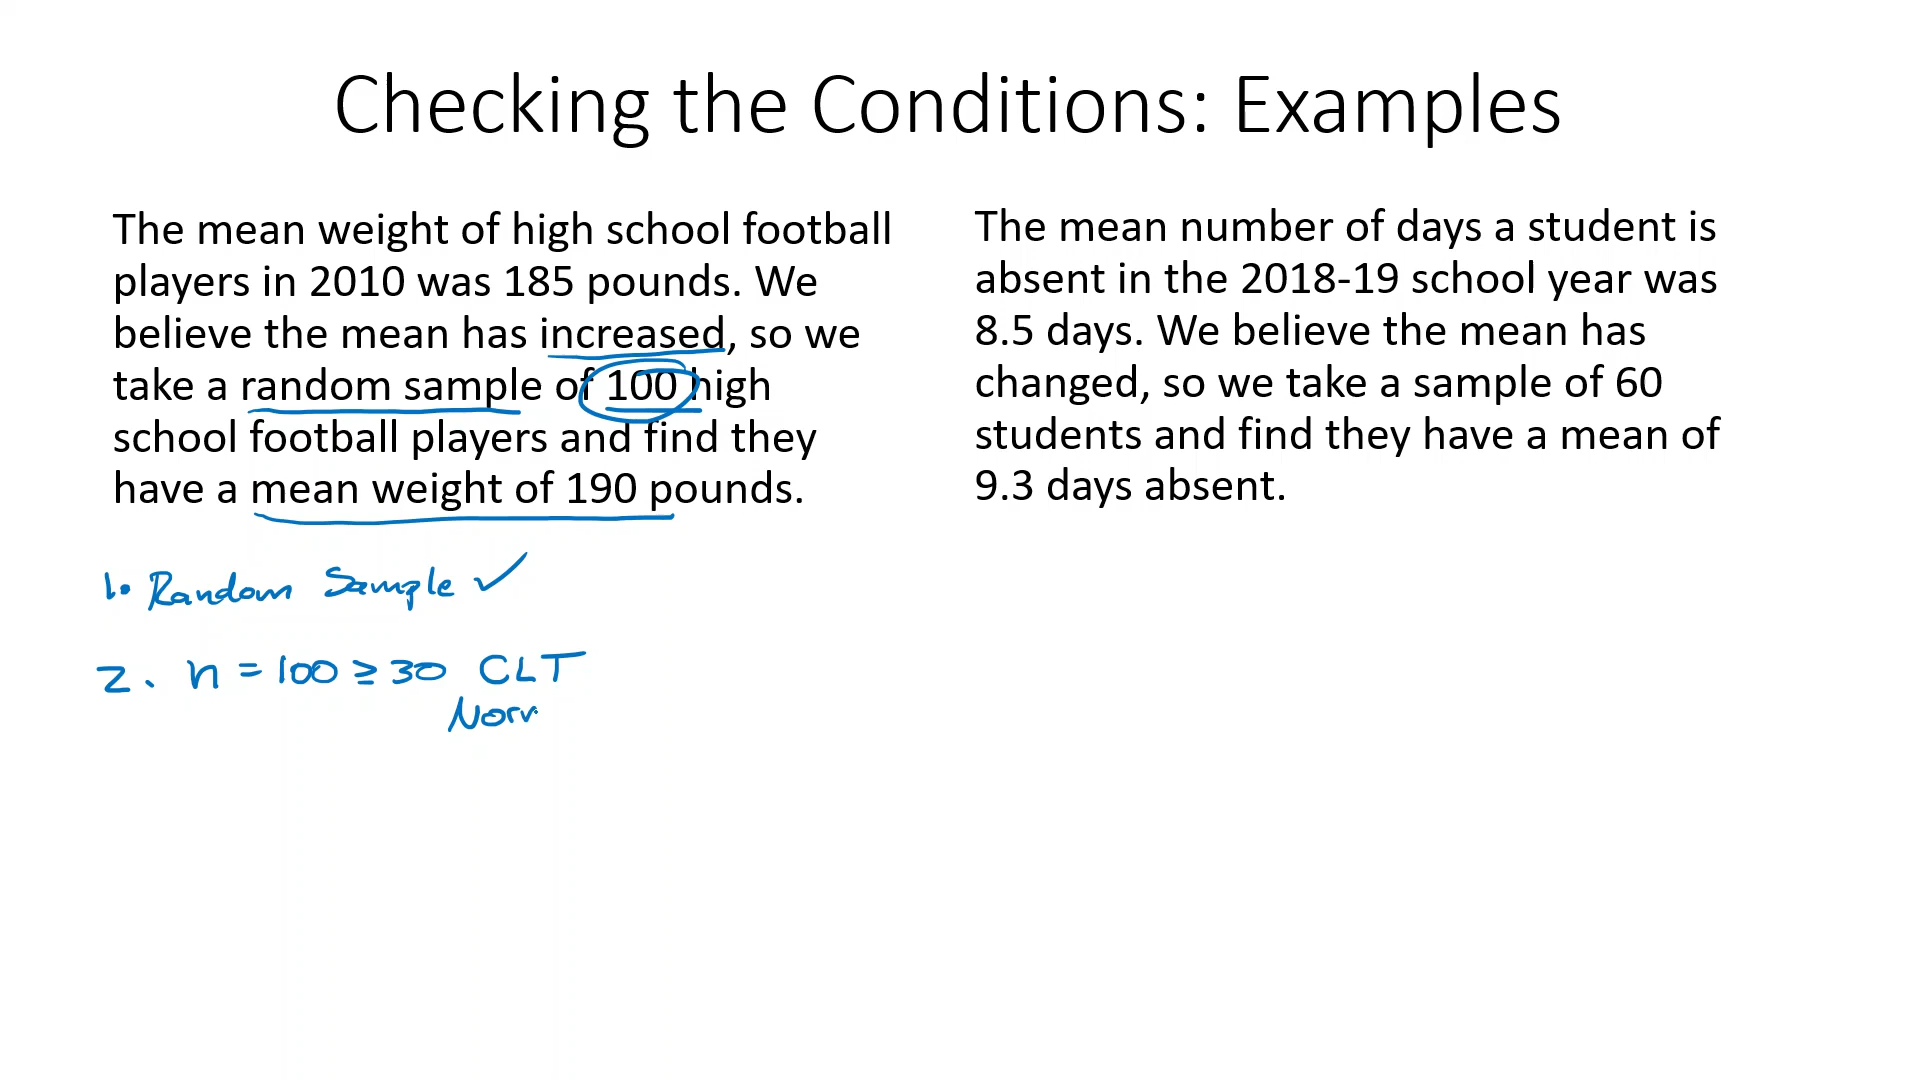 Checking the Conditions: Examples
The mean weight of high school football
players in 2010 was 185 pounds. We
believe the mean has increased, so we
take a random sample of 100 high
school football players and find they
have a mean weight of 190 pounds.
1. Random Sample ✓
2. n = 100 ≥ 30 CLT
Norm
The mean number of days a student is
absent in the 2018-19 school year was
8.5 days. We believe the mean has
changed, so we take a sample of 60
students and find they have a mean of
9.3 days absent.